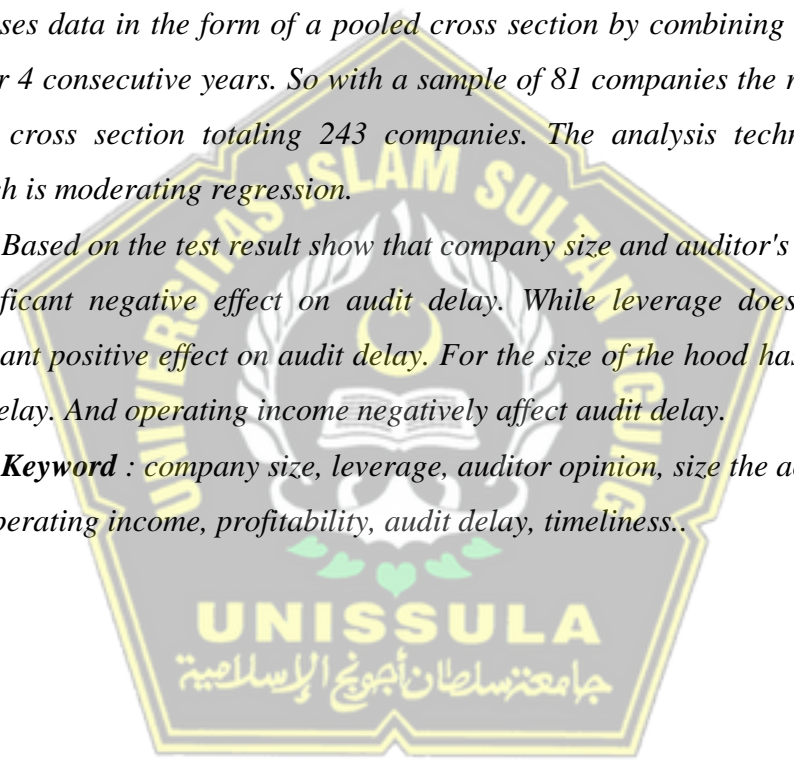 ses data in the form of a pooled cross section by combining
r 4 consecutive years. So with a sample of 81 companies the
cross section totaling 243 companies. The analysis techn
h is moderating regression.
Based on the test result show that company size and auditor's
ficant negative effect on audit delay. While leverage does
ant positive effect on audit delay. For the size of the hood has
elay. And operating income negatively affect audit delay.
Keyword : company size, leverage, auditor opinion, size the
perating income, profitability, audit delay, timeliness..
UNIVERSITAS ISLAM SULTAN AGUNG
UNISSULA
جامعة سلطان أجونج الإسلامية